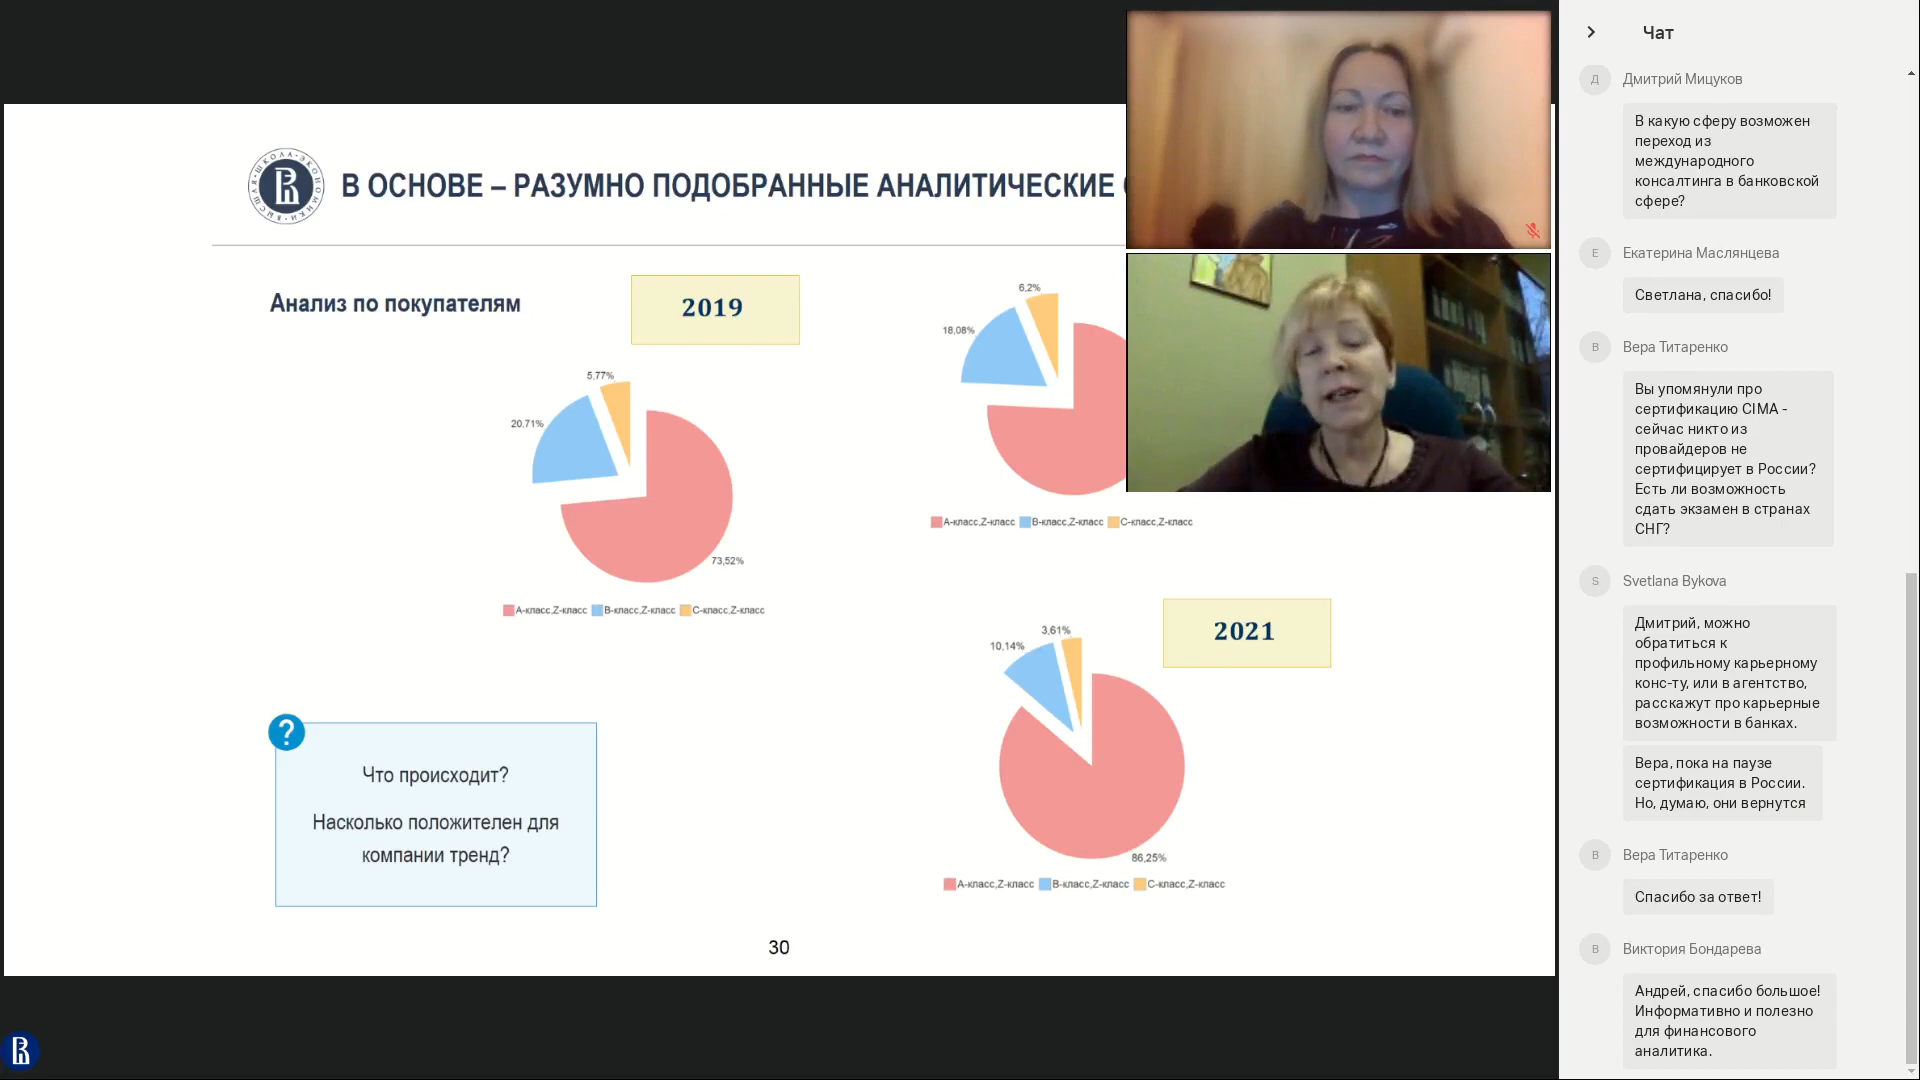 В ОСНОВЕ – РАЗУМНО ПОДОБРАННЫЕ АНАЛИТИЧЕСКИЕ
ВЫСШАЯ ШКОЛА ЭКОНОМИКИ
Анализ по покупателям
2019
5,77%
20,71%
73,52%
A-класс,Z-класс B-класс,Z-класс C-класс,Z-класс
6,2%
18,08%
A-класс,Z-класс B-класс,Z-класс C-класс,Z-класс
2021
3,61%
10,14%
86,25%
A-класс,Z-класс B-класс,Z-класс C-класс,Z-класс
?
Что происходит?
Насколько положителен для
компании тренд?
30
Чат
Д
Дмитрий Мицуков
В какую сферу возможен
переход из
международного
консалтинга в банковской
сфере?
Е
Екатерина Маслянцева
Светлана, спасибо!
В
Вера Титаренко
Вы упомянули про
сертификацию CIMA -
сейчас никто из
провайдеров не
сертифицирует в России?
Есть ли возможность
сдать экзамен в странах
СНГ?
S
Svetlana Bykova
Дмитрий, можно
обратиться к
профильному карьерному
конс-ту, или в агентство,
расскажут про карьерные
возможности в банках.
Вера, пока на паузе
сертификация в России.
Но, думаю, они вернутся
В
Вера Титаренко
Спасибо за ответ!
В
Виктория Бондарева
Андрей, спасибо большое!
Информативно и полезно
для финансового
аналитика.